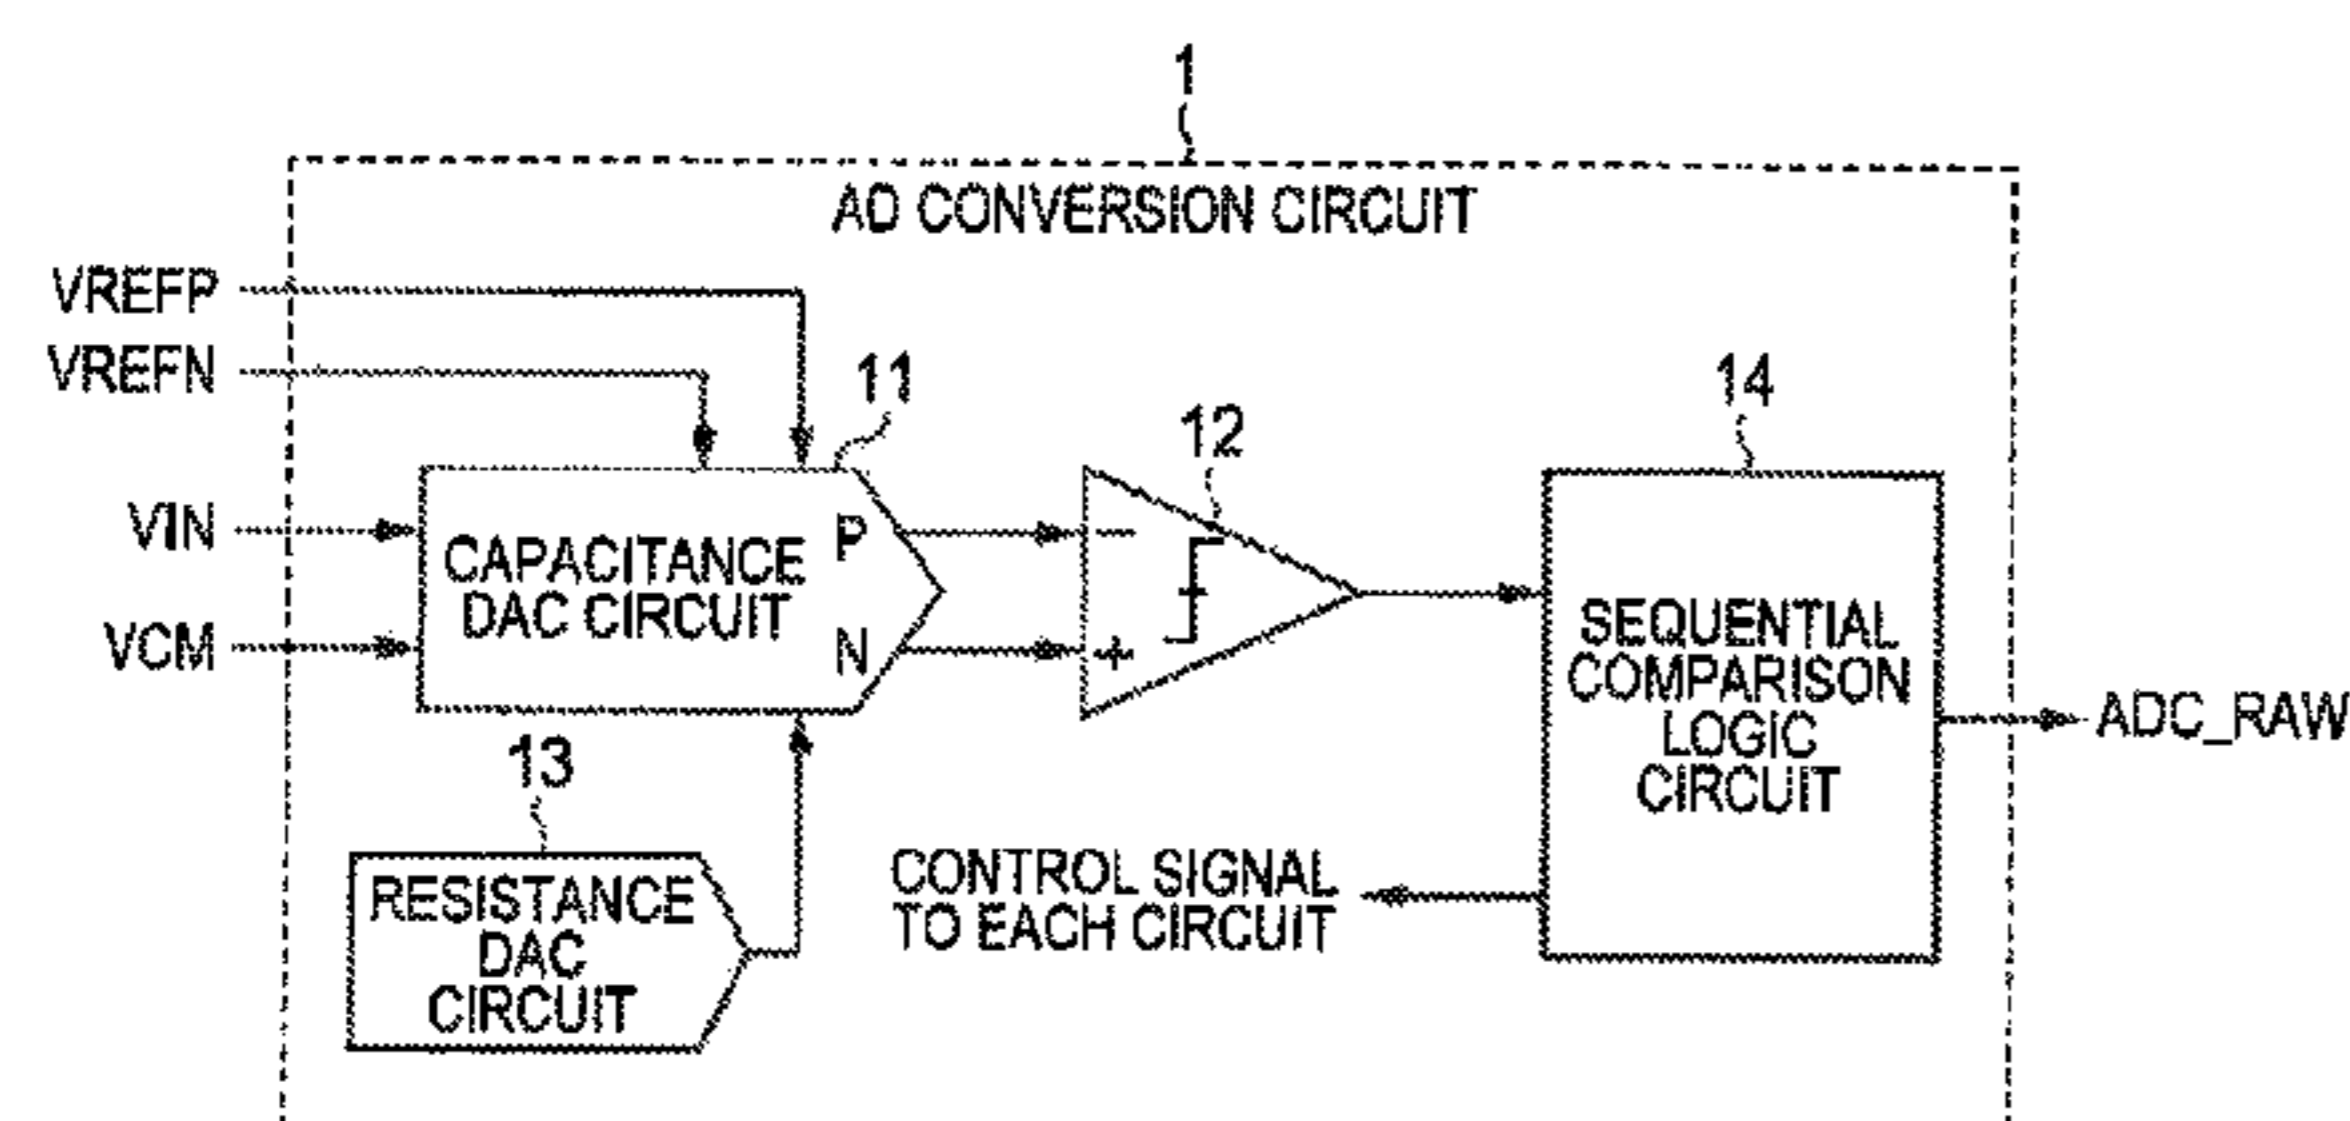 1
AD CONVERSION CIRCUIT
VREFP
VREFN
11
12
14
VIN
VCM
CAPACITANCE
DAC CIRCUIT
P
N
−
+
SEQUENTIAL
COMPARISON
LOGIC
CIRCUIT
ADC_RAW
13
RESISTANCE
DAC
CIRCUIT
CONTROL SIGNAL
TO EACH CIRCUIT